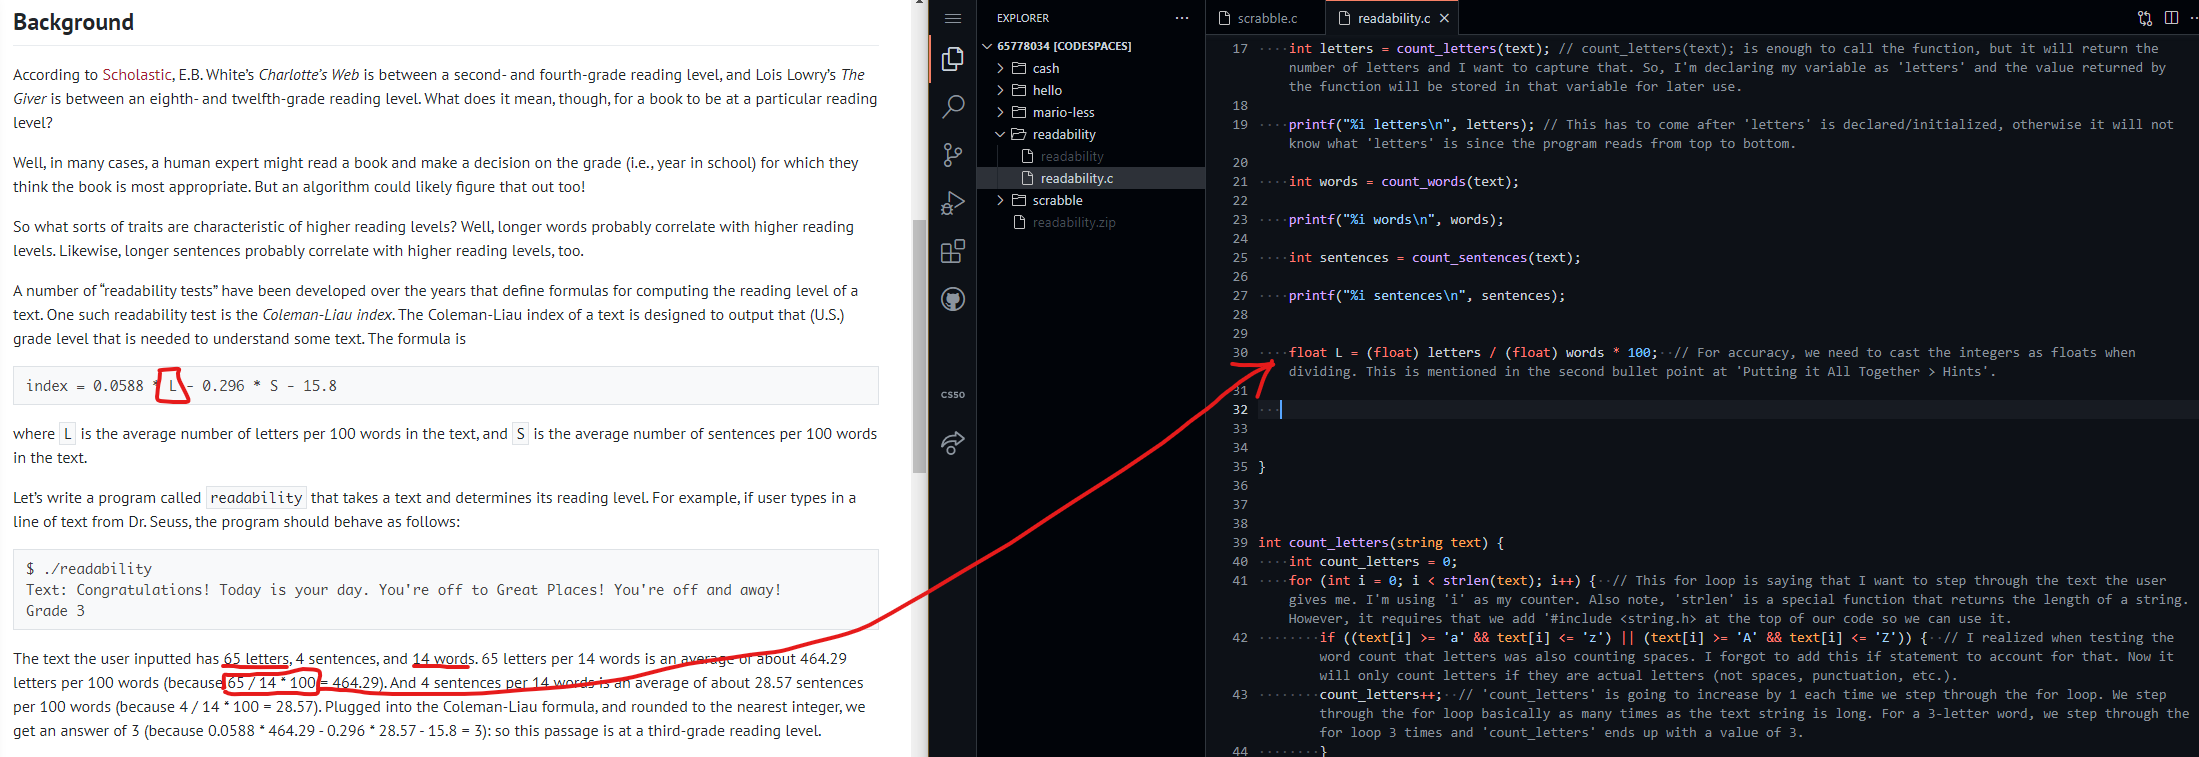 Background
According to Scholastic, E.B. White’s Charlotte’s Web is between a second- and fourth-grade reading level, and Lois Lowry’s The
Giver is between an eighth- and twelfth-grade reading level. What does it mean, though, for a book to be at a particular reading
level?
Well, in many cases, a human expert might read a book and make a decision on the grade (i.e., year in school) for which they
think the book is most appropriate. But an algorithm could likely figure that out too!
So what sorts of traits are characteristic of higher reading levels? Well, longer words probably correlate with higher reading
levels. Likewise, longer sentences probably correlate with higher reading levels, too.
A number of “readability tests” have been developed over the years that define formulas for computing the reading level of a
text. One such readability test is the Coleman-Liau index. The Coleman-Liau index of a text is designed to output that (U.S.)
grade level that is needed to understand some text. The formula is
index = 0.0588 * L - 0.296 * S - 15.8
where L is the average number of letters per 100 words in the text, and S is the average number of sentences per 100 words
in the text.
Let’s write a program called readability that takes a text and determines its reading level. For example, if user types in a
line of text from Dr. Seuss, the program should behave as follows:
$ ./readability
Text: Congratulations! Today is your day. You're off to Great Places! You're off and away!
Grade 3
The text the user inputted has 65 letters, 4 sentences, and 14 words. 65 letters per 14 words is an average of about 464.29
letters per 100 words (because 65 / 14 * 100 = 464.29). And 4 sentences per 14 words is an average of about 28.57 sentences
per 100 words (because 4 / 14 * 100 = 28.57). Plugged into the Coleman-Liau formula, and rounded to the nearest integer, we
get an answer of 3 (because 0.0588 * 464.29 - 0.296 * 28.57 - 15.8 = 3): so this passage is at a third-grade reading level.
CS50
EXPLORER ···
65778034 [CODESPACES]
cash
hello
mario-less
readability
readability
readability.c
scrabble
readability.zip
scrabble.c
readability.c
17 int letters = count_letters(text); // count_letters(text); is enough to call the function, but it will return the
number of letters and I want to capture that. So, I'm declaring my variable as 'letters' and the value returned by
the function will be stored in that variable for later use.
18
19 printf("%i letters\n", letters); // This has to come after 'letters' is declared/initialized, otherwise it will not
know what 'letters' is since the program reads from top to bottom.
20
21 int words = count_words(text);
22
23 printf("%i words\n", words);
24
25 int sentences = count_sentences(text);
26
27 printf("%i sentences\n", sentences);
28
29
30 float L = (float) letters / (float) words * 100; // For accuracy, we need to cast the integers as floats when
dividing. This is mentioned in the second bullet point at 'Putting it All Together > Hints'.
31
32
33
34
35 }
36
37
38
39 int count_letters(string text) {
40 int count_letters = 0;
41 for (int i = 0; i < strlen(text); i++) { // This for loop is saying that I want to step through the text the user
gives me. I'm using 'i' as my counter. Also note, 'strlen' is a special function that returns the length of a string.
However, it requires that we add '#include <string.h> at the top of our code so we can use it.
42 if ((text[i] >= 'a' && text[i] <= 'z') || (text[i] >= 'A' && text[i] <= 'Z')) { // I realized when testing the
word count that letters was also counting spaces. I forgot to add this if statement to account for that. Now it
will only count letters if they are actual letters (not spaces, punctuation, etc.).
43 count_letters++; // 'count_letters' is going to increase by 1 each time we step through the for loop. We step
through the for loop basically as many times as the text string is long. For a 3-letter word, we step through the
for loop 3 times and 'count_letters' ends up with a value of 3.
44 }